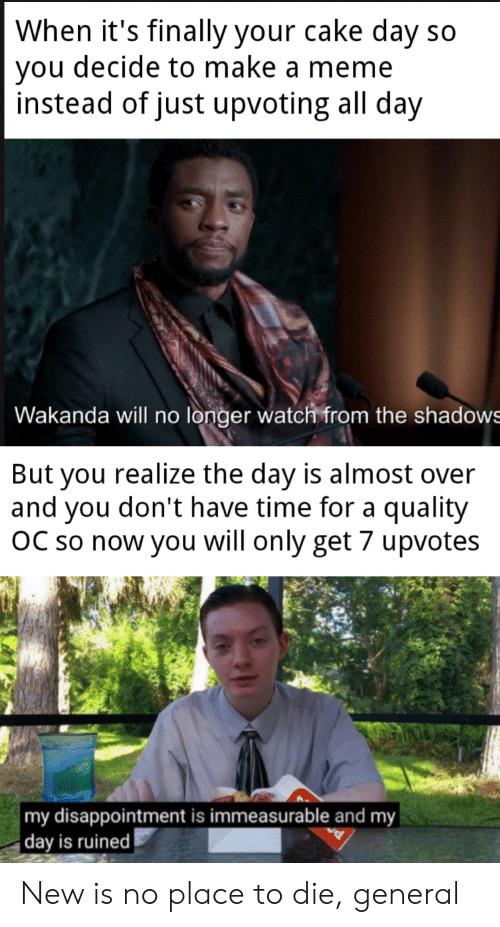 When it's finally your cake day so
you decide to make a meme
instead of just upvoting all day
Wakanda will no longer watch from the shadows
But you realize the day is almost over
and you don't have time for a quality
OC so now you will only get 7 upvotes
my disappointment is immeasurable and my
day is ruined
New is no place to die, general